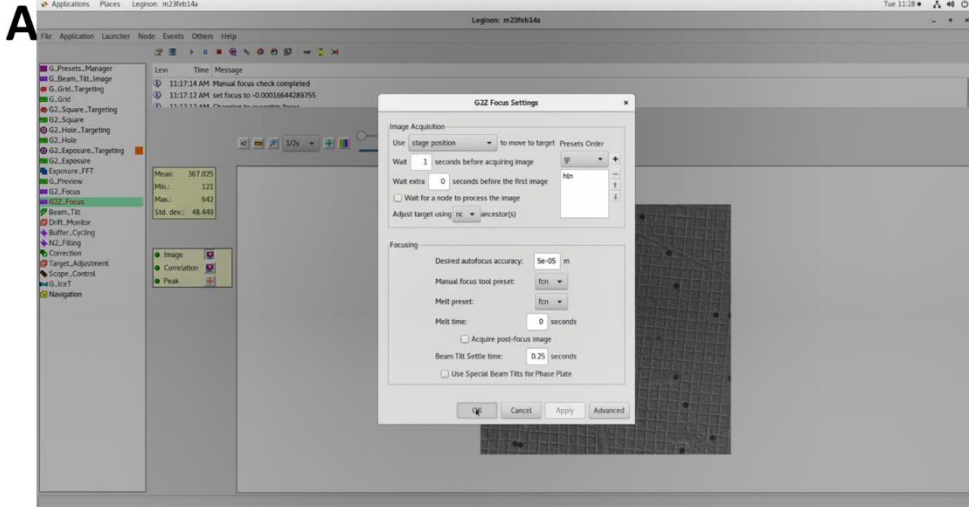 A
Applications Places Leginon: m23feb14a Tue 11:28
Leginon: m23feb14a
File Application Launcher Node Events Others Help
G_Presets_Manager
G_Beam_Tilt_Image
G_Grid_Targeting
G_Grid
G2_Square_Targeting
G2_Square
G2_Hole_Targeting
G2_Hole
G2_Exposure_Targeting
G2_Exposure
Exposure_FFT
G_Preview
G2_Focus
G2Z_Focus
Beam_Tilt
Drift_Monitor
Buffer_Cycling
N2_Filling
Correction
Target_Adjustment
Scope_Control
G_IceT
Navigation
Time Message
11:17:14 AM Manual focus check completed
11:17:12 AM set focus to -0.00016644289755
1/2x
Mean: 367.025
Min.: 121
Max.: 642
Std. dev.: 48.449
Image
Correlation
Peak
G2Z Focus Settings
Image Acquisition
Use stage position to move to target Presets Order
Wait 1 seconds before acquiring image
gr
hln
Wait extra 0 seconds before the first image
Wait for a node to process the image
Adjust target using ancestor(s)
Focusing
Desired autofocus accuracy: 5e-05 m
Manual focus tool preset: fcn
Melt preset: fcn
Melt time: 0 seconds
Acquire post-focus image
Beam Tilt Settle time: 0.25 seconds
Use Special Beam Tilts for Phase Plate
OK Cancel Apply Advanced